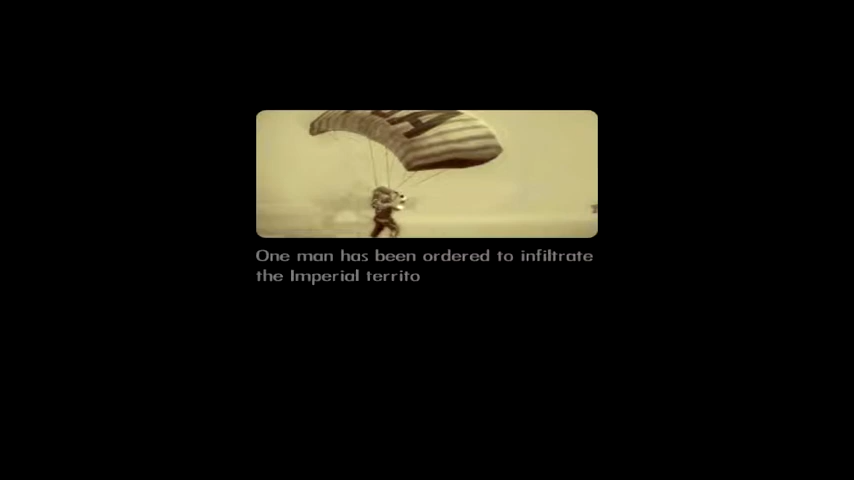 One man has been ordered to infiltrate
the Imperial territo